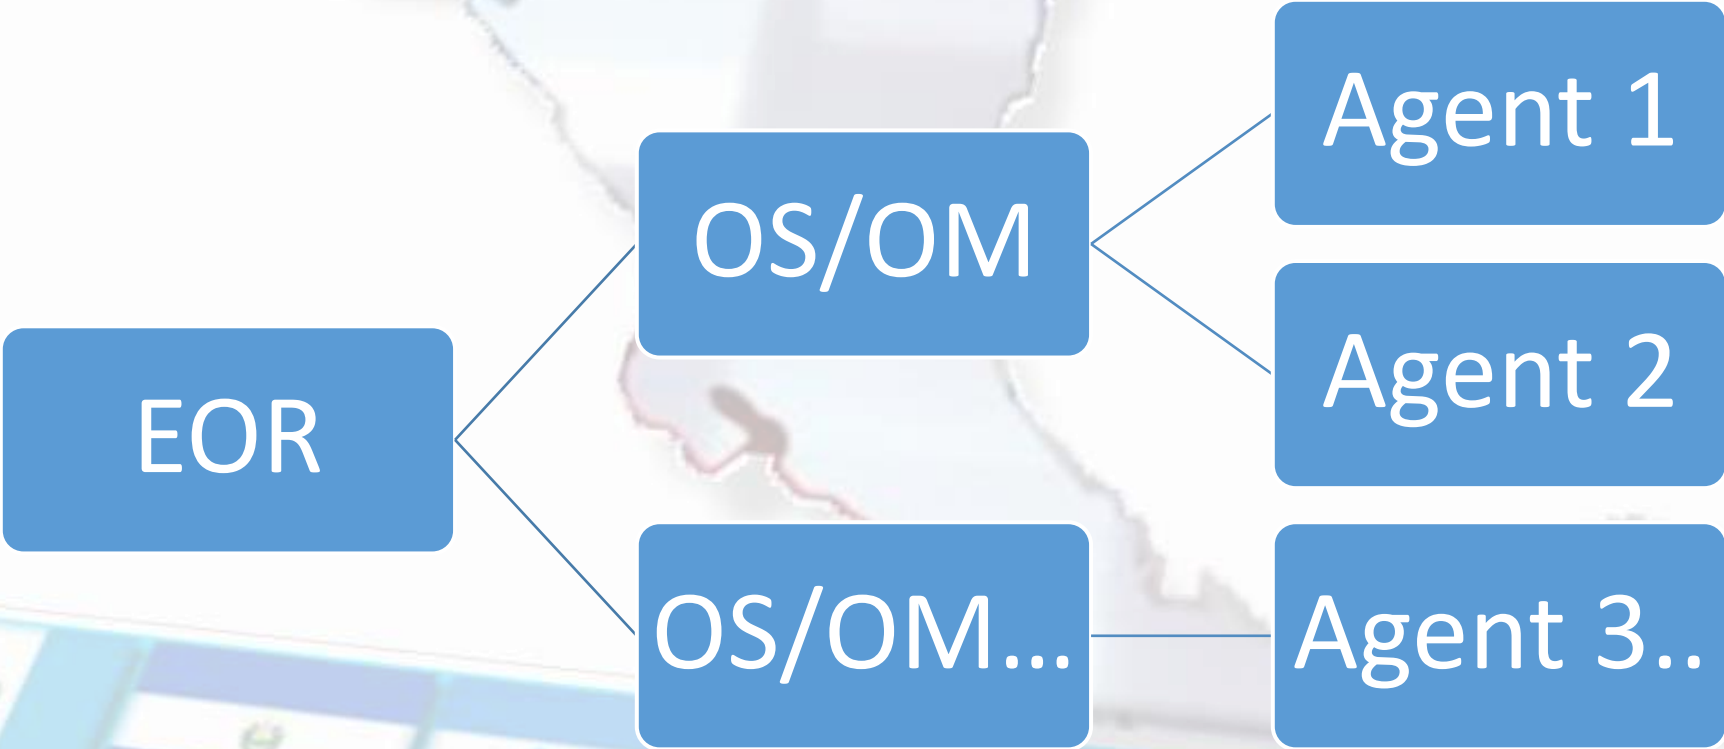 EOR
OS/OM
Agent 1
Agent 2
OS/OM...
Agent 3..